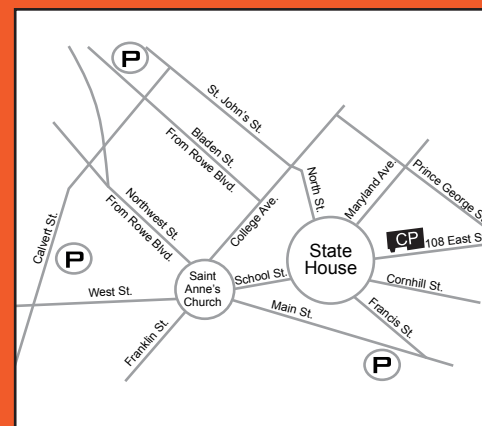 P
St. John's St.
Bladen St.
From Rowe Blvd.
Prince George S
Maryland Ave.
North St.
College Ave.
Northwest St.
From Rowe Blvd.
Calvert St.
P
State
House
CP
108 East S
Saint
Anne's
Church
School St.
Cornhill St.
West St.
Main St.
Francis St.
Franklin St.
P